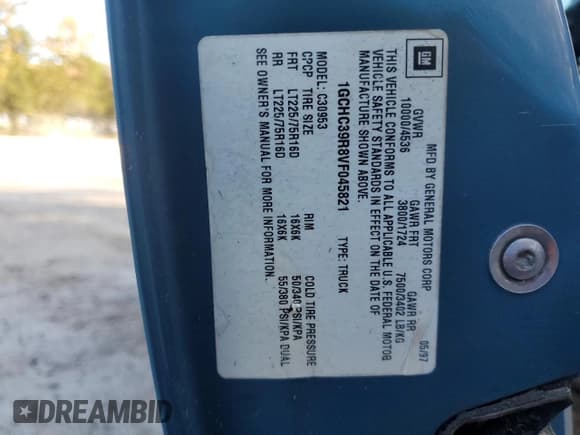 GM
MFD BY GENERAL MOTORS CORP 05/97
GVWR GAWR FRT GAWR RR
10000/4536 3800/1724 7500/3402 LB/KG
THIS VEHICLE CONFORMS TO ALL APPLICABLE U.S. FEDERAL MOTOR
VEHICLE SAFETY STANDARDS IN EFFECT ON THE DATE OF
MANUFACTURE SHOWN ABOVE.
1GCHC39R8VF045821 TYPE: TRUCK
MODEL: C30953
CPCP TIRE SIZE RIM COLD TIRE PRESSURE
FRT LT225/75R16D 16X6K 50/340 PSI/KPA
RR LT225/75R16D 16X6K 55/380 PSI/KPA DUAL
SEE OWNER'S MANUAL FOR MORE INFORMATION.
DREAMBID